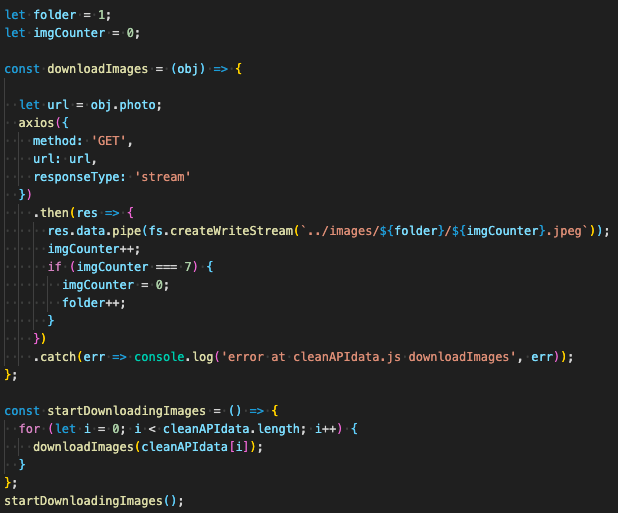 let folder = 1;
let imgCounter = 0;

const downloadImages = (obj) => {

  let url = obj.photo;
  axios({
    method: 'GET',
    url: url,
    responseType: 'stream'
  })
    .then(res => {
      res.data.pipe(fs.createWriteStream(`../images/${folder}/${imgCounter}.jpeg`));
      imgCounter++;
      if (imgCounter === 7) {
        imgCounter = 0;
        folder++;
      }
    })
    .catch(err => console.log('error at cleanAPIdata.js downloadImages', err));
};

const startDownloadingImages = () => {
  for (let i = 0; i < cleanAPIdata.length; i++) {
    downloadImages(cleanAPIdata[i]);
  }
};
startDownloadingImages();